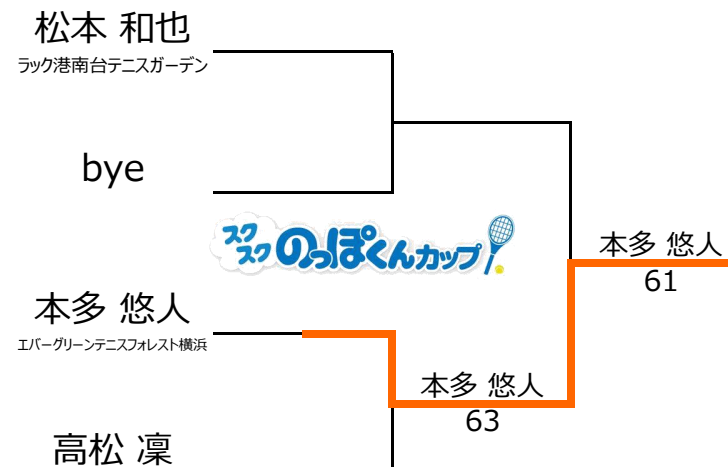 松本 和也
ラック港南台テニスガーデン
bye
スク
スク のっぽくんカップ!
本多 悠人
61
本多 悠人
エバーグリーンテニスフォレスト横浜
本多 悠人
63
高松 凜